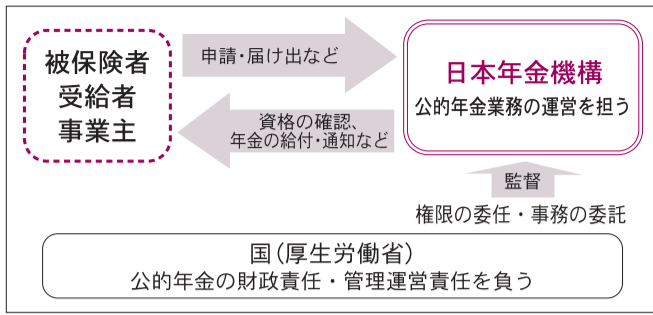 被保険者
受給者
事業主
申請・届け出など
資格の確認、
年金の給付・通知など
日本年金機構
公的年金業務の運営を担う
監督
権限の委任・事務の委託
国(厚生労働省)
公的年金の財政責任・管理運営責任を負う